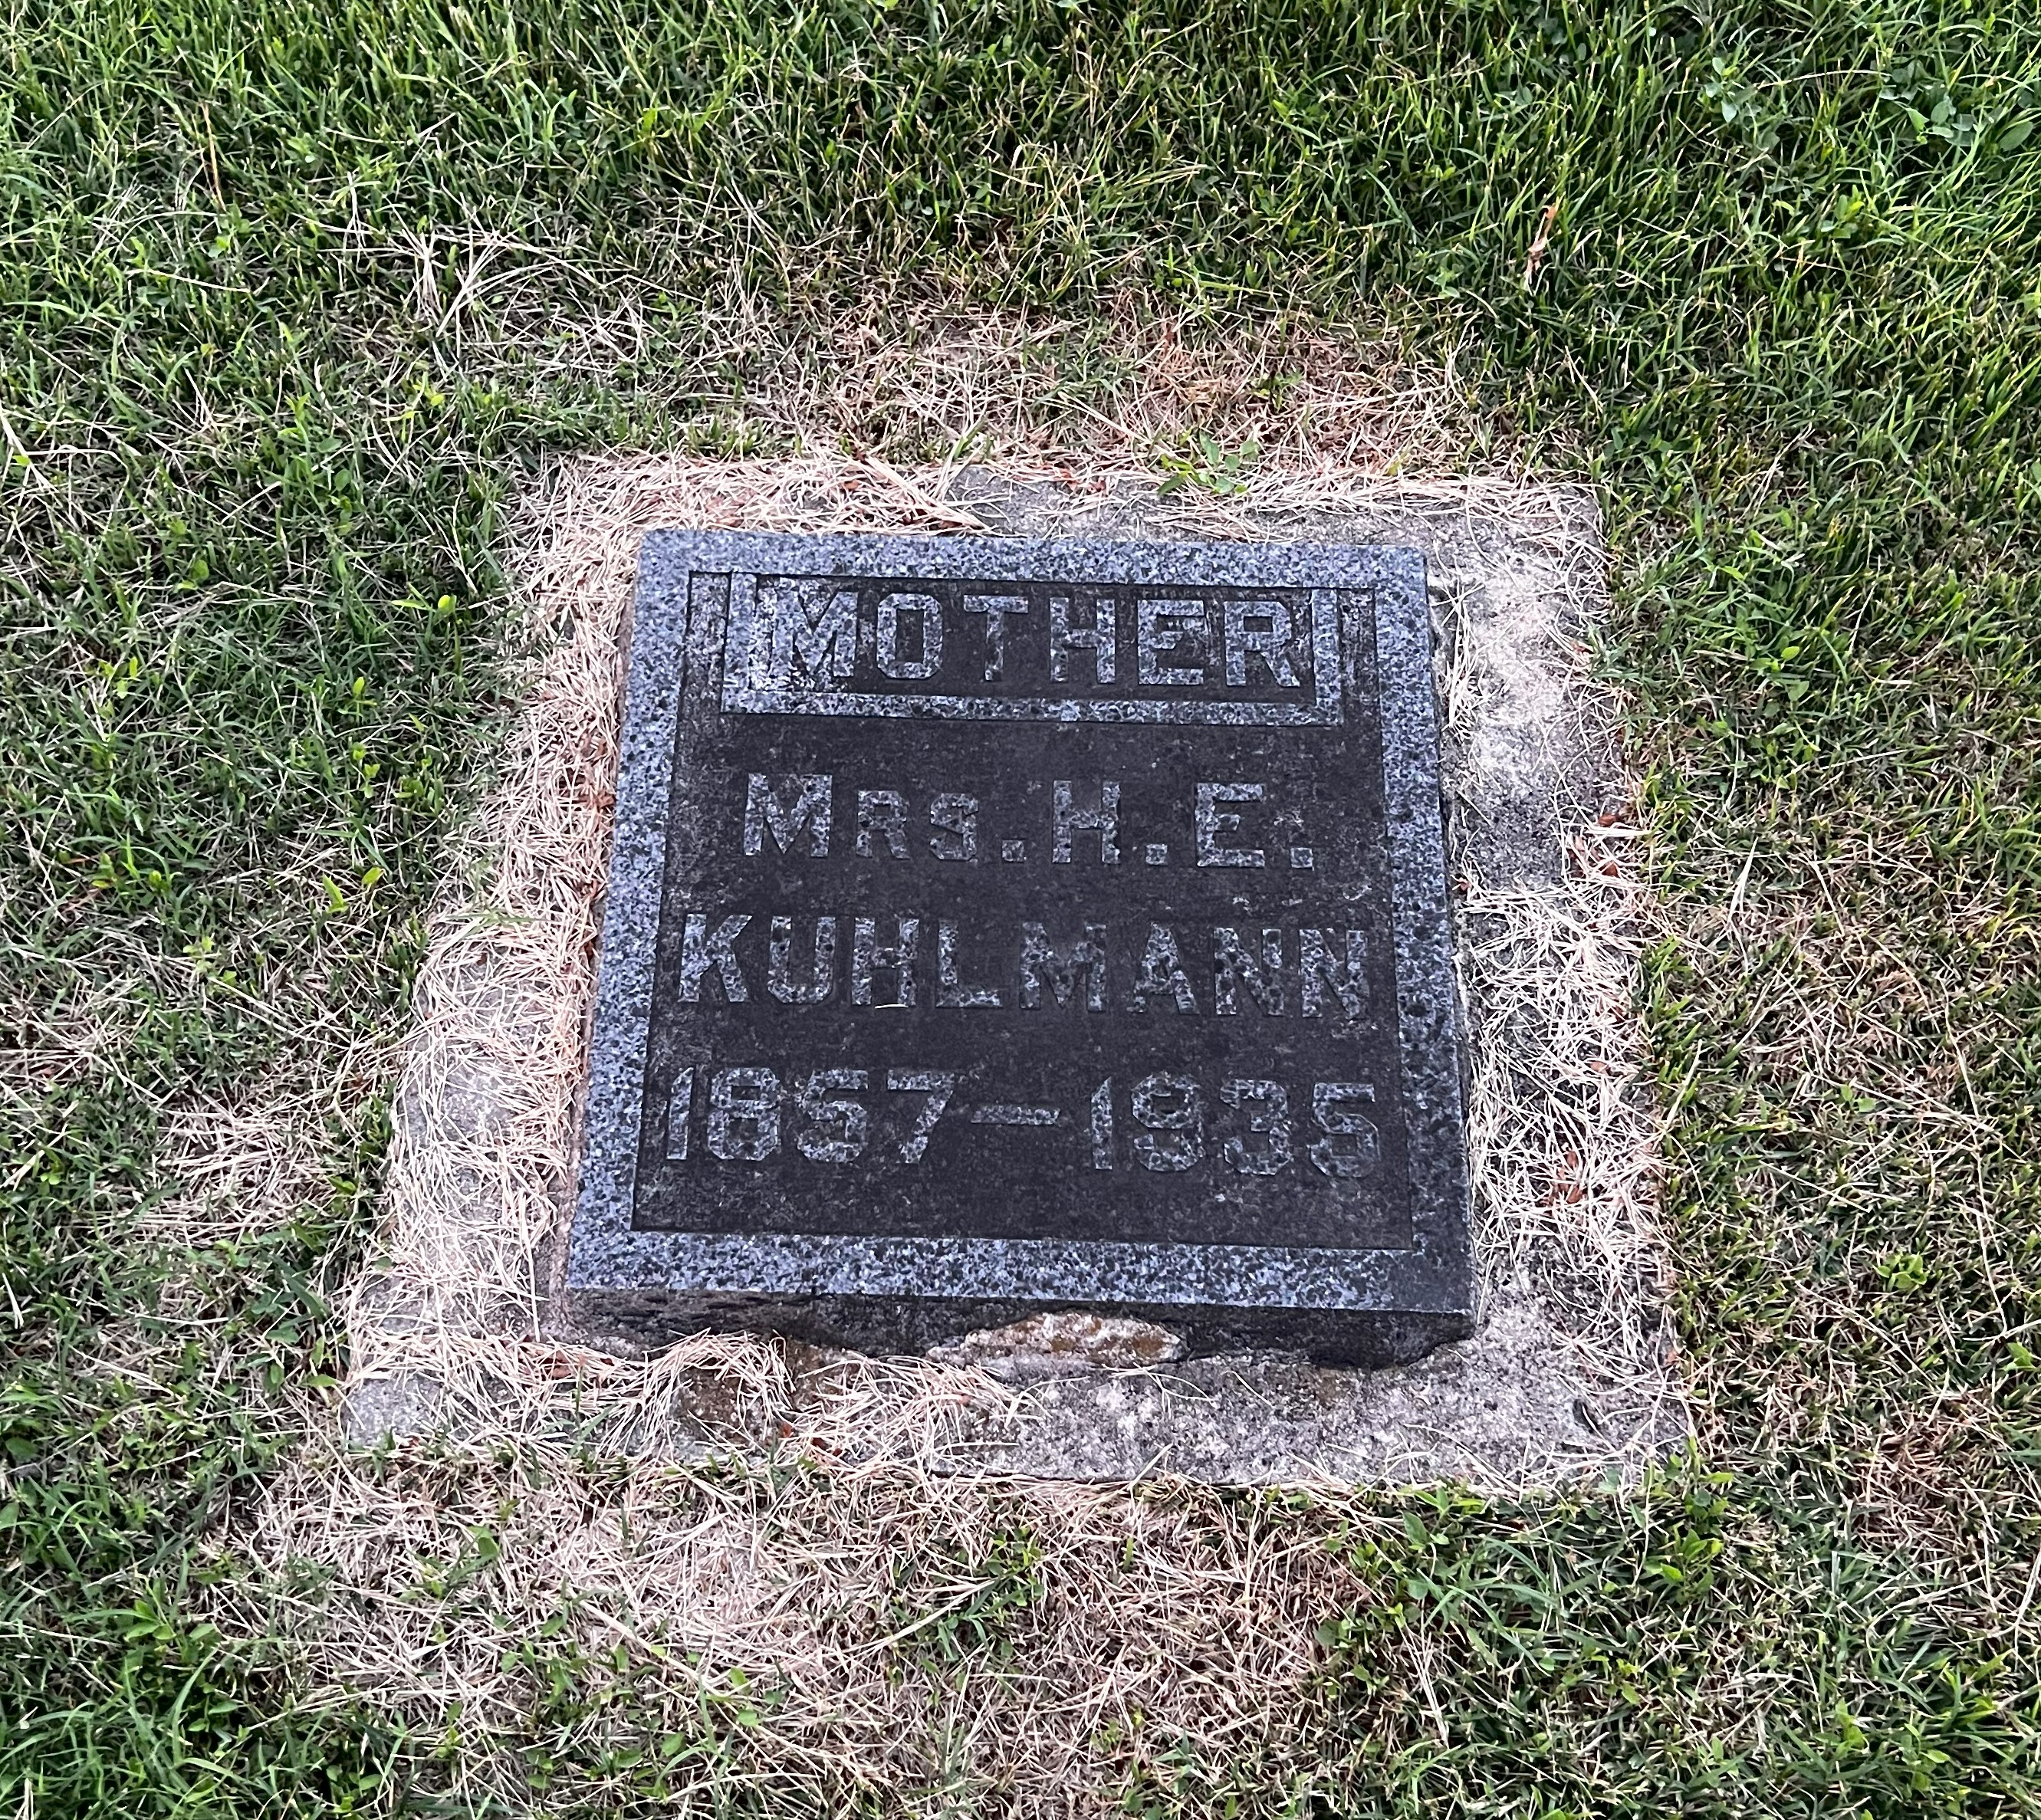 MOTHER
MRS. H. E.
KUHLMANN
1857-1935